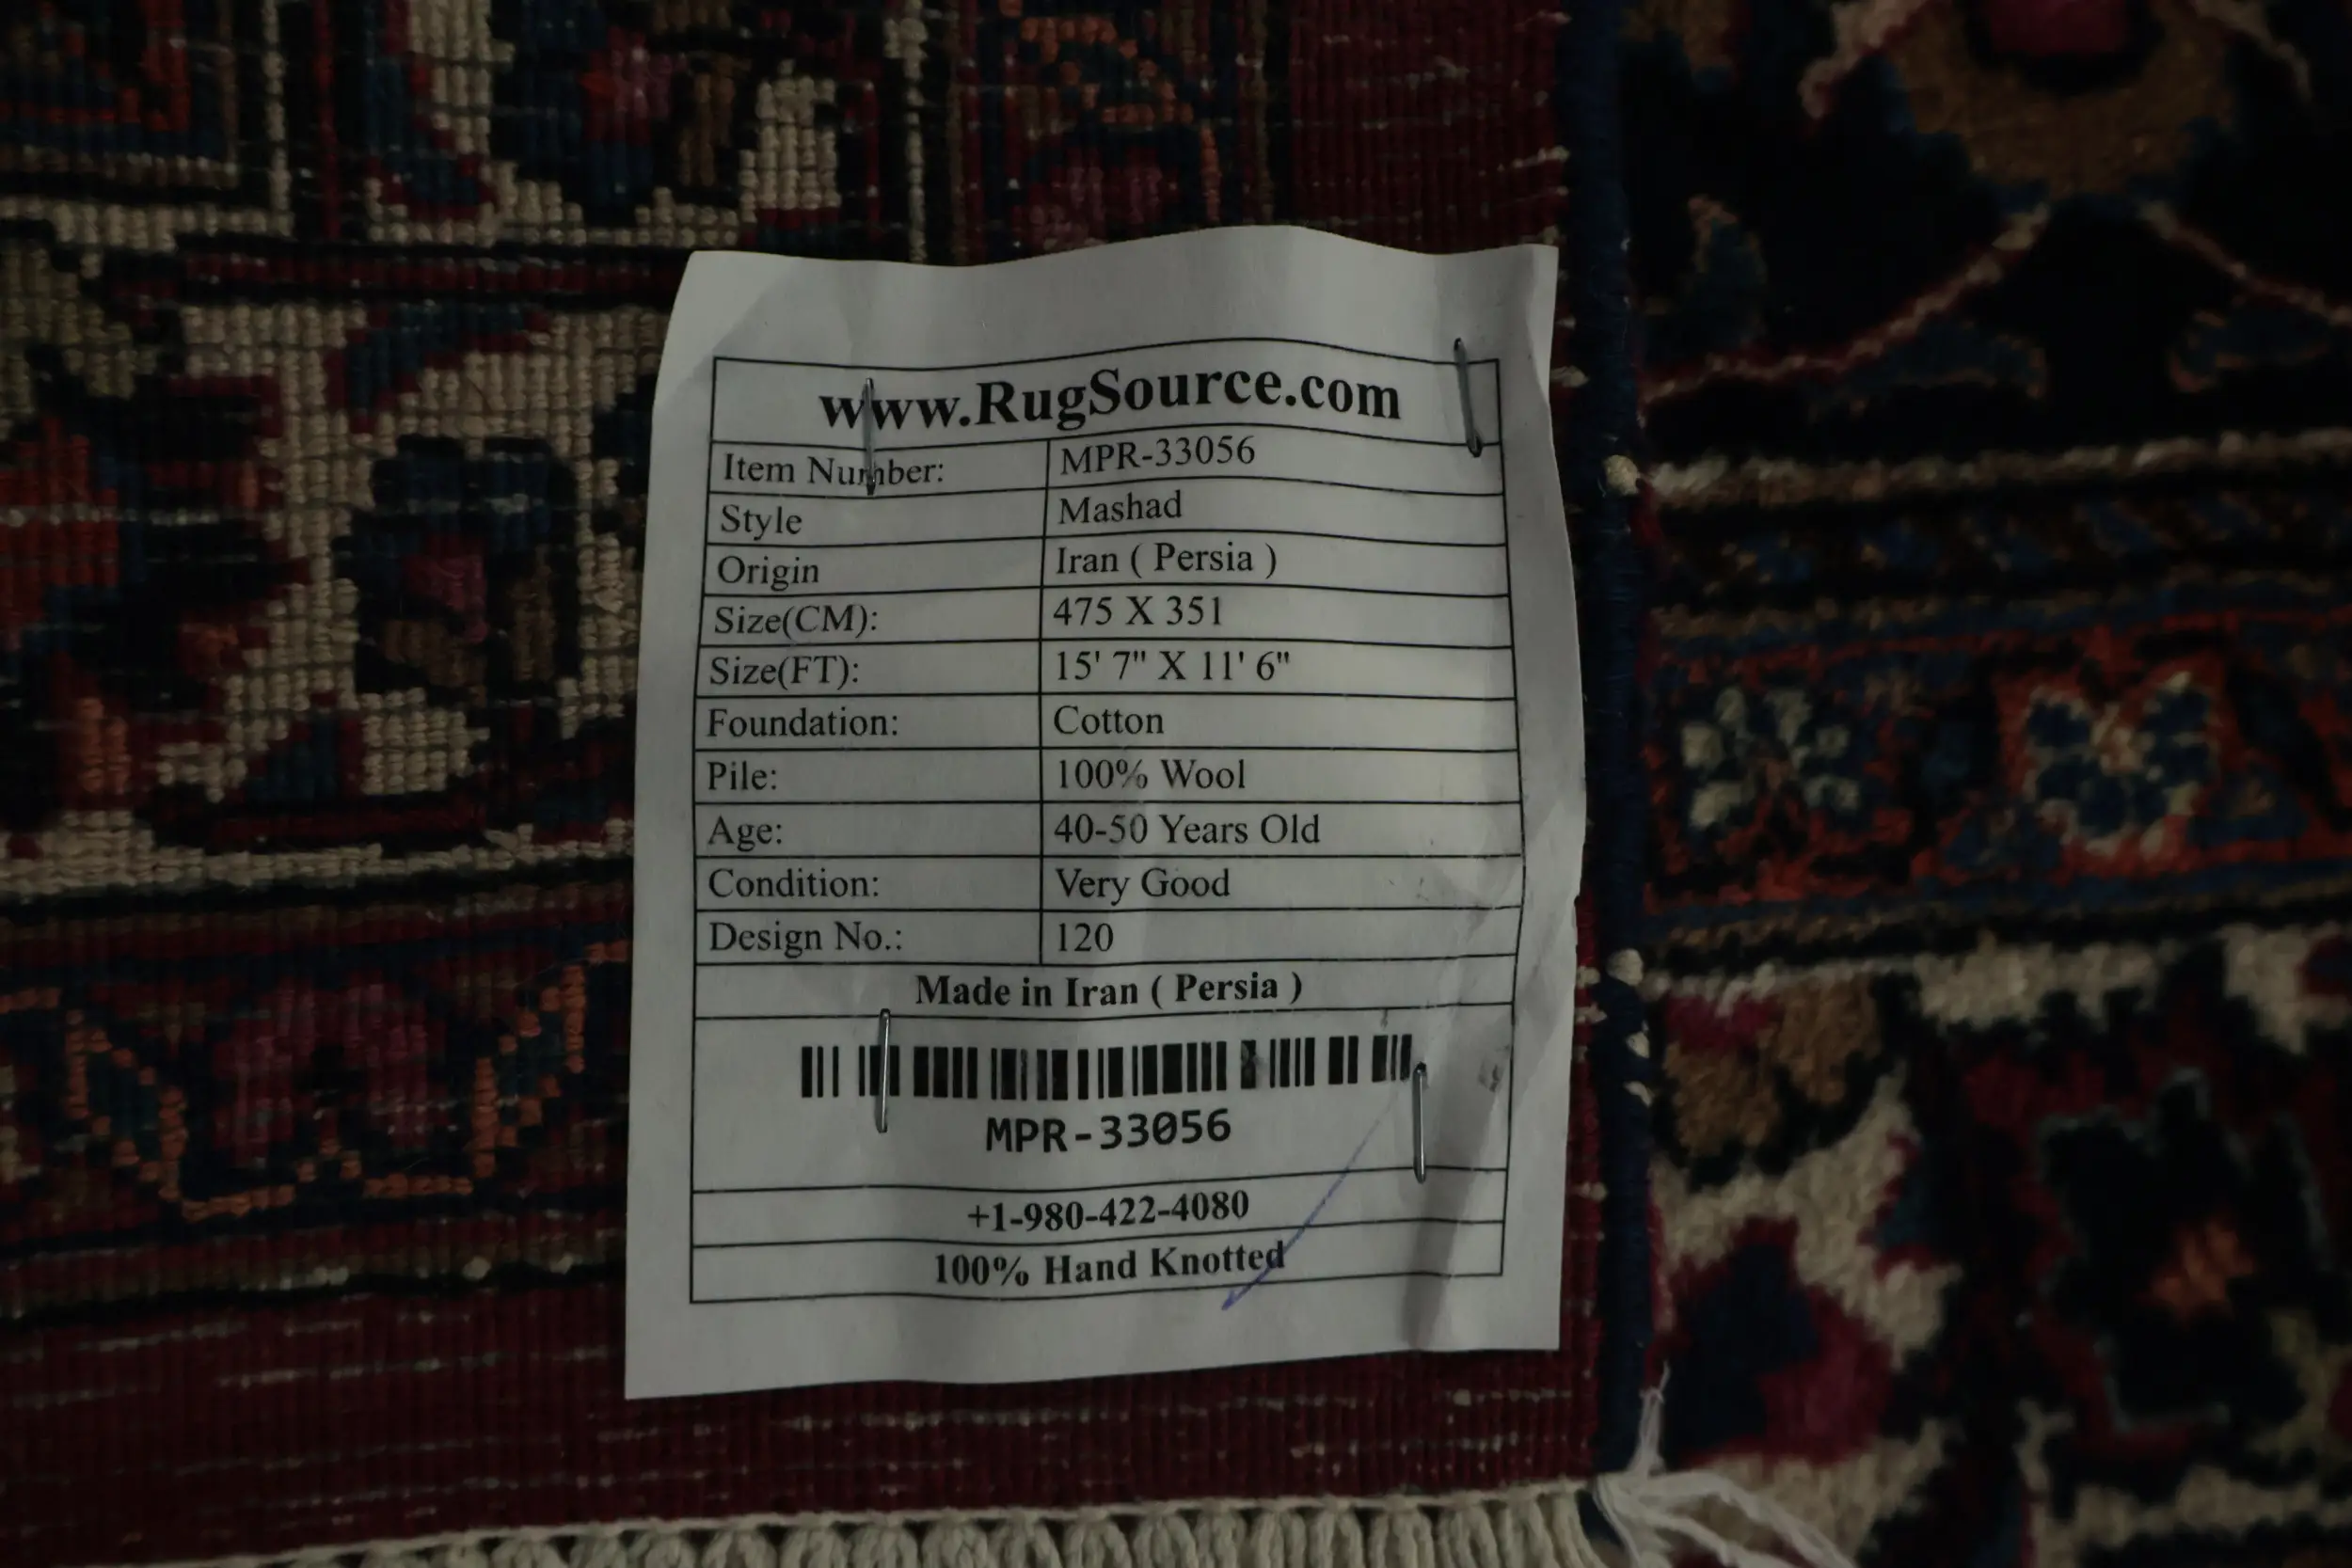 www.RugSource.com
Item Number: MPR-33056
Style Mashad
Origin Iran ( Persia )
Size(CM): 475 X 351
Size(FT): 15' 7" X 11' 6"
Foundation: Cotton
Pile: 100% Wool
Age: 40-50 Years Old
Condition: Very Good
Design No.: 120
Made in Iran ( Persia )
MPR-33056
+1-980-422-4080
100% Hand Knotted